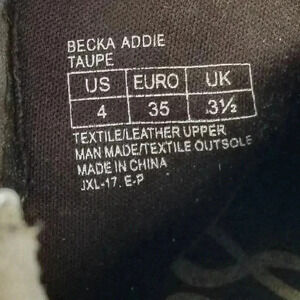 BECKA ADDIE
TAUPE
US EURO UK
4 35 3½
TEXTILE/LEATHER UPPER
MAN MADE/TEXTILE OUTSOLE
MADE IN CHINA
JXL-17. E-P